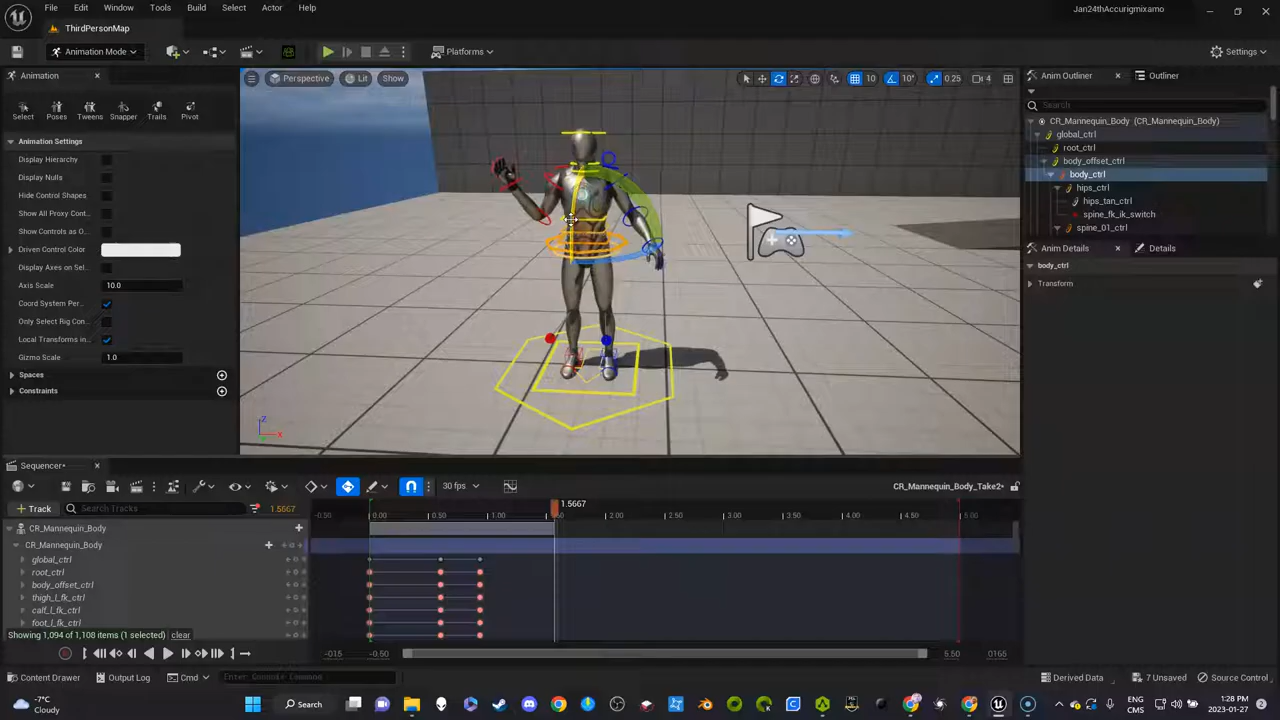 File Edit Window Tools Build Select Actor Help
Jan24thAccurigmixamo
ThirdPersonMap
Animation Mode
Platforms
Settings
Animation
Select Poses Tweens Snapper Trails Pivot
Animation Settings
Display Hierarchy
Display Nulls
Hide Control Shapes
Show All Proxy Cont...
Show Controls as O...
Driven Control Color
Display Axes on Sel...
Axis Scale 10.0
Coord System Per...
Only Select Rig Con...
Local Transforms in...
Gizmo Scale 1.0
Spaces
Constraints
Perspective Lit Show
10 10° 0.25 4
Z
X
Anim Outliner Outliner
Search
CR_Mannequin_Body (CR_Mannequin_Body)
global_ctrl
root_ctrl
body_offset_ctrl
body_ctrl
hips_ctrl
hips_tan_ctrl
spine_fk_ik_switch
spine_01_ctrl
Anim Details Details
body_ctrl
Transform
Sequencer*
30 fps
CR_Mannequin_Body_Take2*
Track Search Tracks 1.5667
1.5667
-0.50 0.00 0.50 1.00 2.00 2.50 3.00 3.50 4.00 4.50 5.00
CR_Mannequin_Body
CR_Mannequin_Body
global_ctrl
root_ctrl
body_offset_ctrl
thigh_l_fk_ctrl
calf_l_fk_ctrl
foot_l_fk_ctrl
Showing 1,094 of 1,108 items (1 selected) clear
-015 -0.50 5.50 0165
Content Drawer Output Log Cmd Enter Console Command
Derived Data 7 Unsaved Source Control
-7°C
Cloudy
Search
ENG
CMS
1:28 PM
2023-01-27